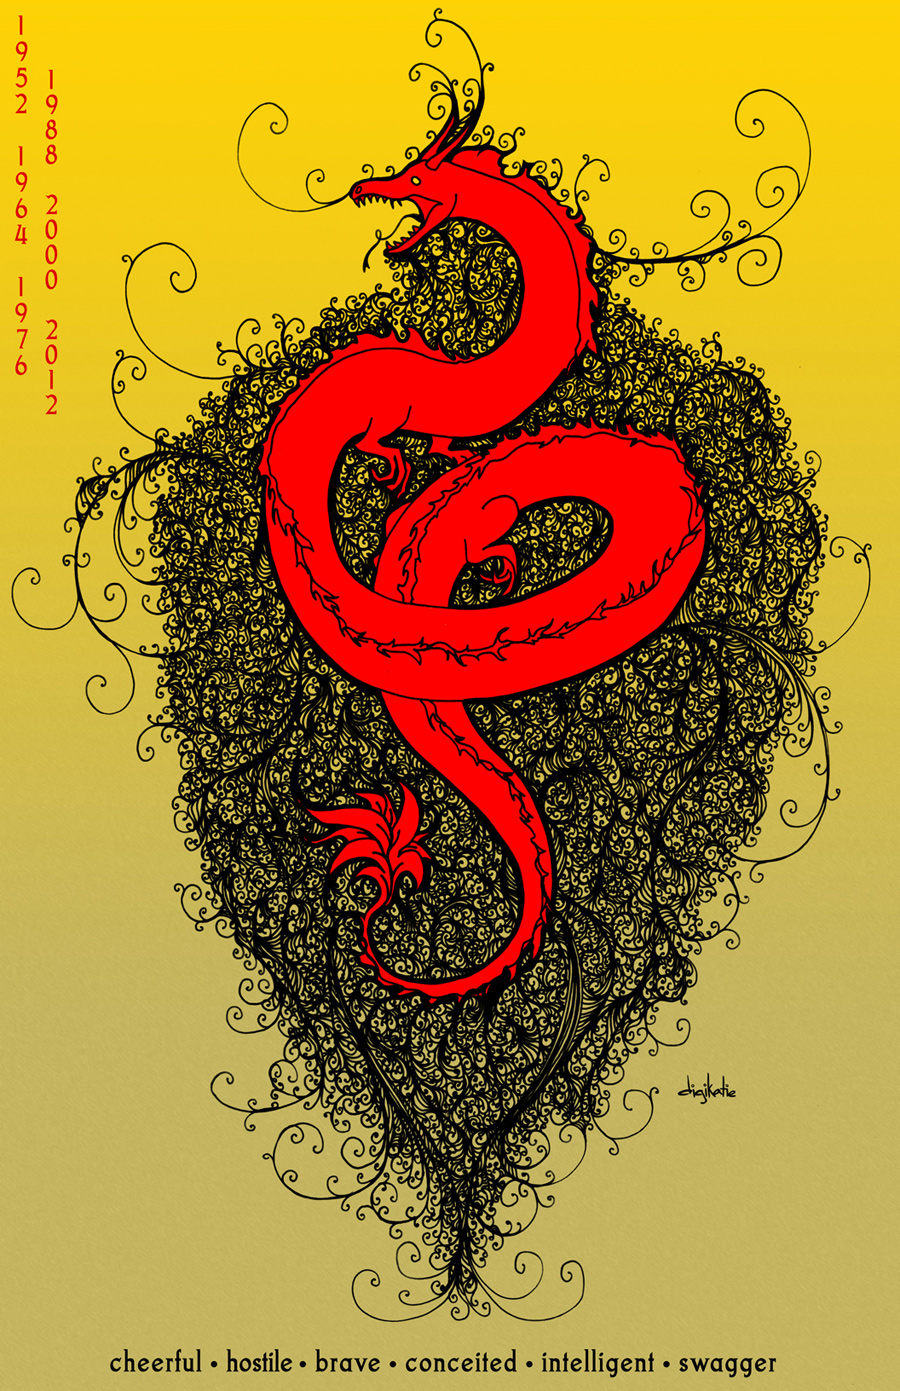 1952 1964 1976
1988 2000 2012
digikatie
cheerful • hostile • brave • conceited • intelligent • swagger